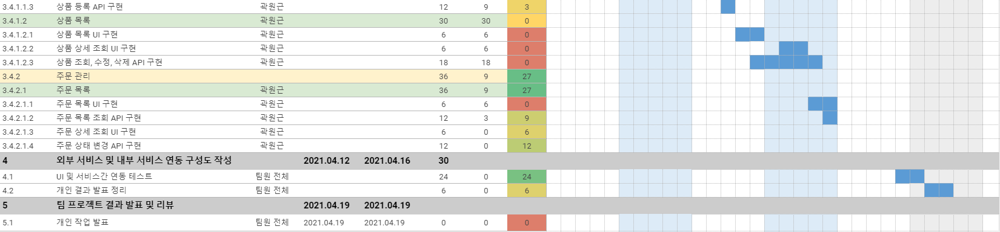 3.4.1.1.3 상품 등록 API 구현 곽원근 12 9 3
3.4.1.2 상품 목록 곽원근 30 30 0
3.4.1.2.1 상품 목록 UI 구현 곽원근 6 6 0
3.4.1.2.2 상품 상세 조회 UI 구현 곽원근 6 6 0
3.4.1.2.3 상품 조회, 수정, 삭제 API 구현 곽원근 18 18 0
3.4.2 주문 관리 36 9 27
3.4.2.1 주문 목록 곽원근 36 9 27
3.4.2.1.1 주문 목록 UI 구현 곽원근 6 6 0
3.4.2.1.2 주문 목록 조회 API 구현 곽원근 12 3 9
3.4.2.1.3 주문 상세 조회 UI 구현 곽원근 6 0 6
3.4.2.1.4 주문 상태 변경 API 구현 곽원근 12 0 12
4 외부 서비스 및 내부 서비스 연동 구성도 작성 2021.04.12 2021.04.16 30
4.1 UI 및 서비스간 연동 테스트 팀원 전체 24 0 24
4.2 개인 결과 발표 정리 팀원 전체 6 0 6
5 팀 프로젝트 결과 발표 및 리뷰 2021.04.19 2021.04.19
5.1 개인 작업 발표 팀원 전체 2021.04.19 2021.04.19 0 0 0